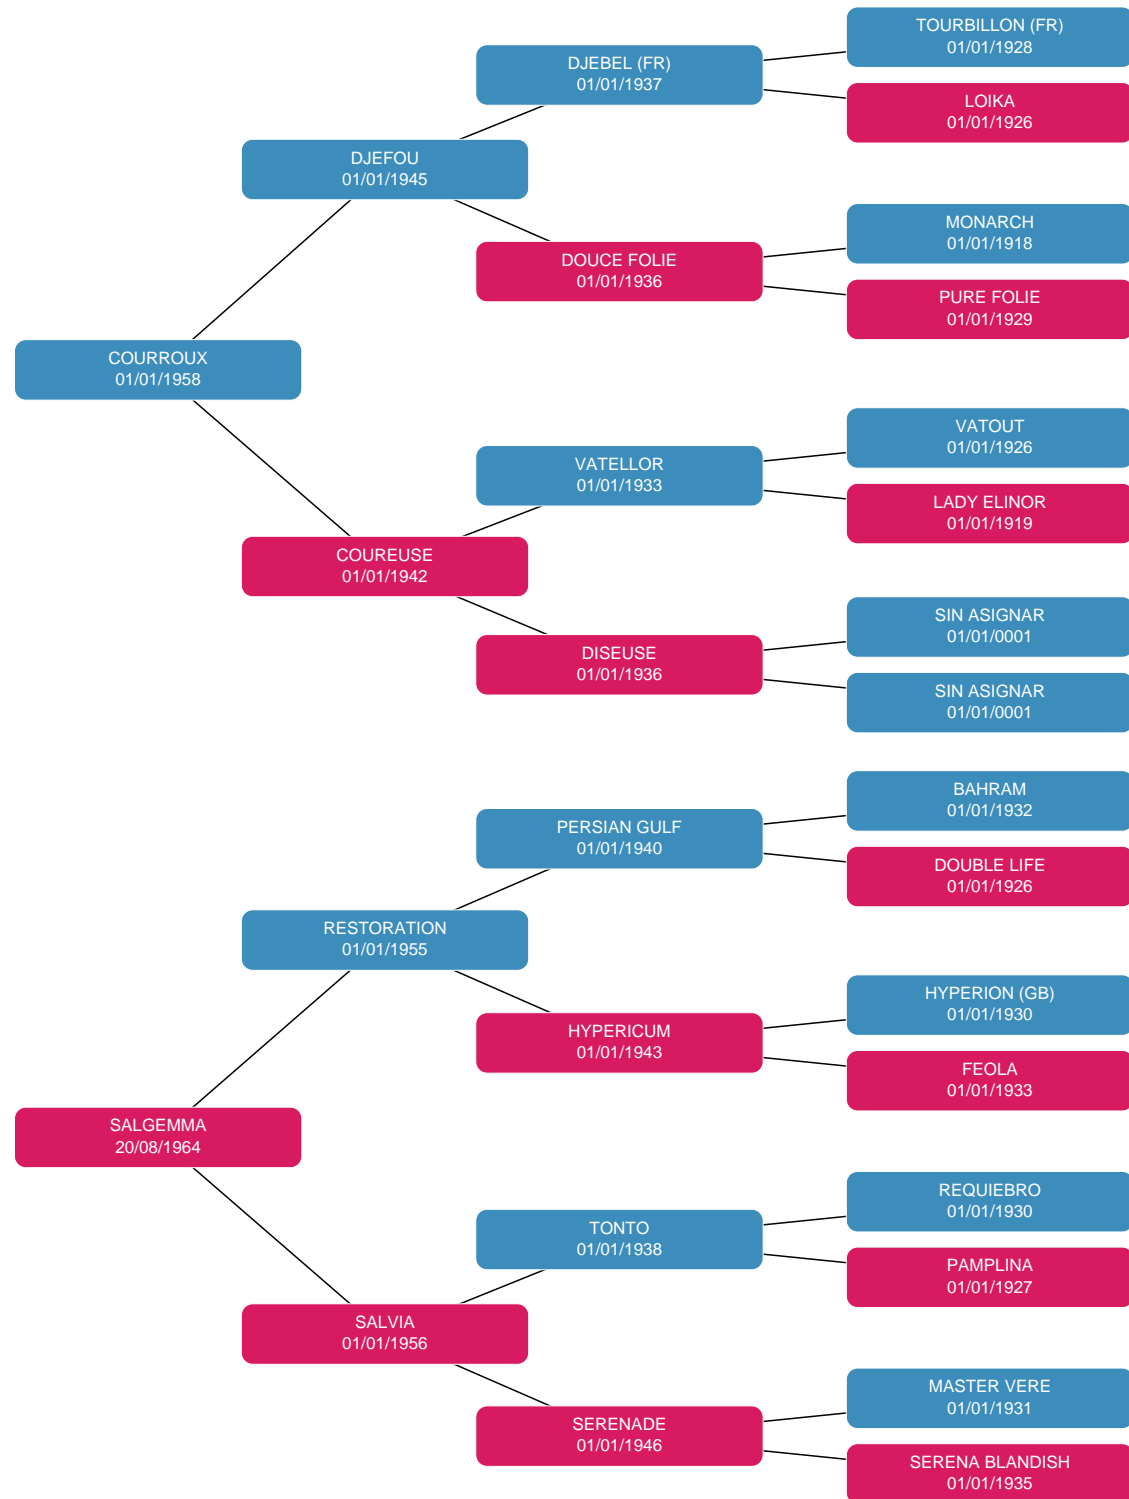 TOURBILLON (FR)
01/01/1928
DJEBEL (FR)
01/01/1937
LOIKA
01/01/1926
DJEFOU
01/01/1945
MONARCH
01/01/1918
DOUCE FOLIE
01/01/1936
PURE FOLIE
01/01/1929
COURROUX
01/01/1958
VATOUT
01/01/1926
VATELLOR
01/01/1933
LADY ELINOR
01/01/1919
COUREUSE
01/01/1942
SIN ASIGNAR
01/01/0001
DISEUSE
01/01/1936
SIN ASIGNAR
01/01/0001
BAHRAM
01/01/1932
PERSIAN GULF
01/01/1940
DOUBLE LIFE
01/01/1926
RESTORATION
01/01/1955
HYPERION (GB)
01/01/1930
HYPERICUM
01/01/1943
FEOLA
01/01/1933
SALGEMMA
20/08/1964
REQUIEBRO
01/01/1930
TONTO
01/01/1938
PAMPLINA
01/01/1927
SALVIA
01/01/1956
MASTER VERE
01/01/1931
SERENADE
01/01/1946
SERENA BLANDISH
01/01/1935